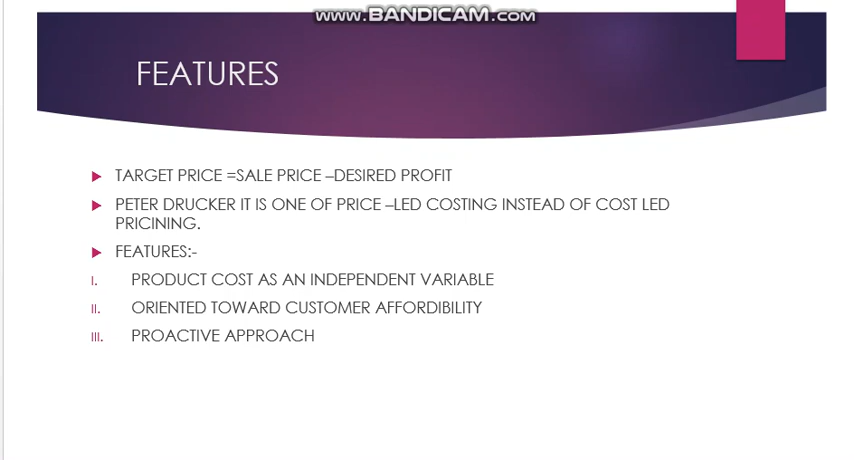 www.BANDICAM.com
FEATURES
▶ TARGET PRICE =SALE PRICE –DESIRED PROFIT
▶ PETER DRUCKER IT IS ONE OF PRICE –LED COSTING INSTEAD OF COST LED
PRICINING.
▶ FEATURES:-
I. PRODUCT COST AS AN INDEPENDENT VARIABLE
II. ORIENTED TOWARD CUSTOMER AFFORDIBILITY
III. PROACTIVE APPROACH